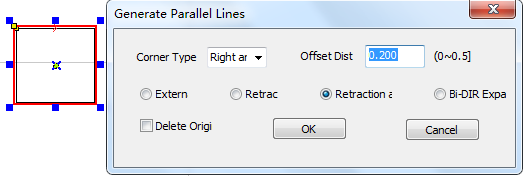 Generate Parallel Lines
Corner Type Right ar Offset Dist 0.200 (0~0.5]
Extern Retrac Retraction a Bi-DIR Expa
Delete Origi OK Cancel